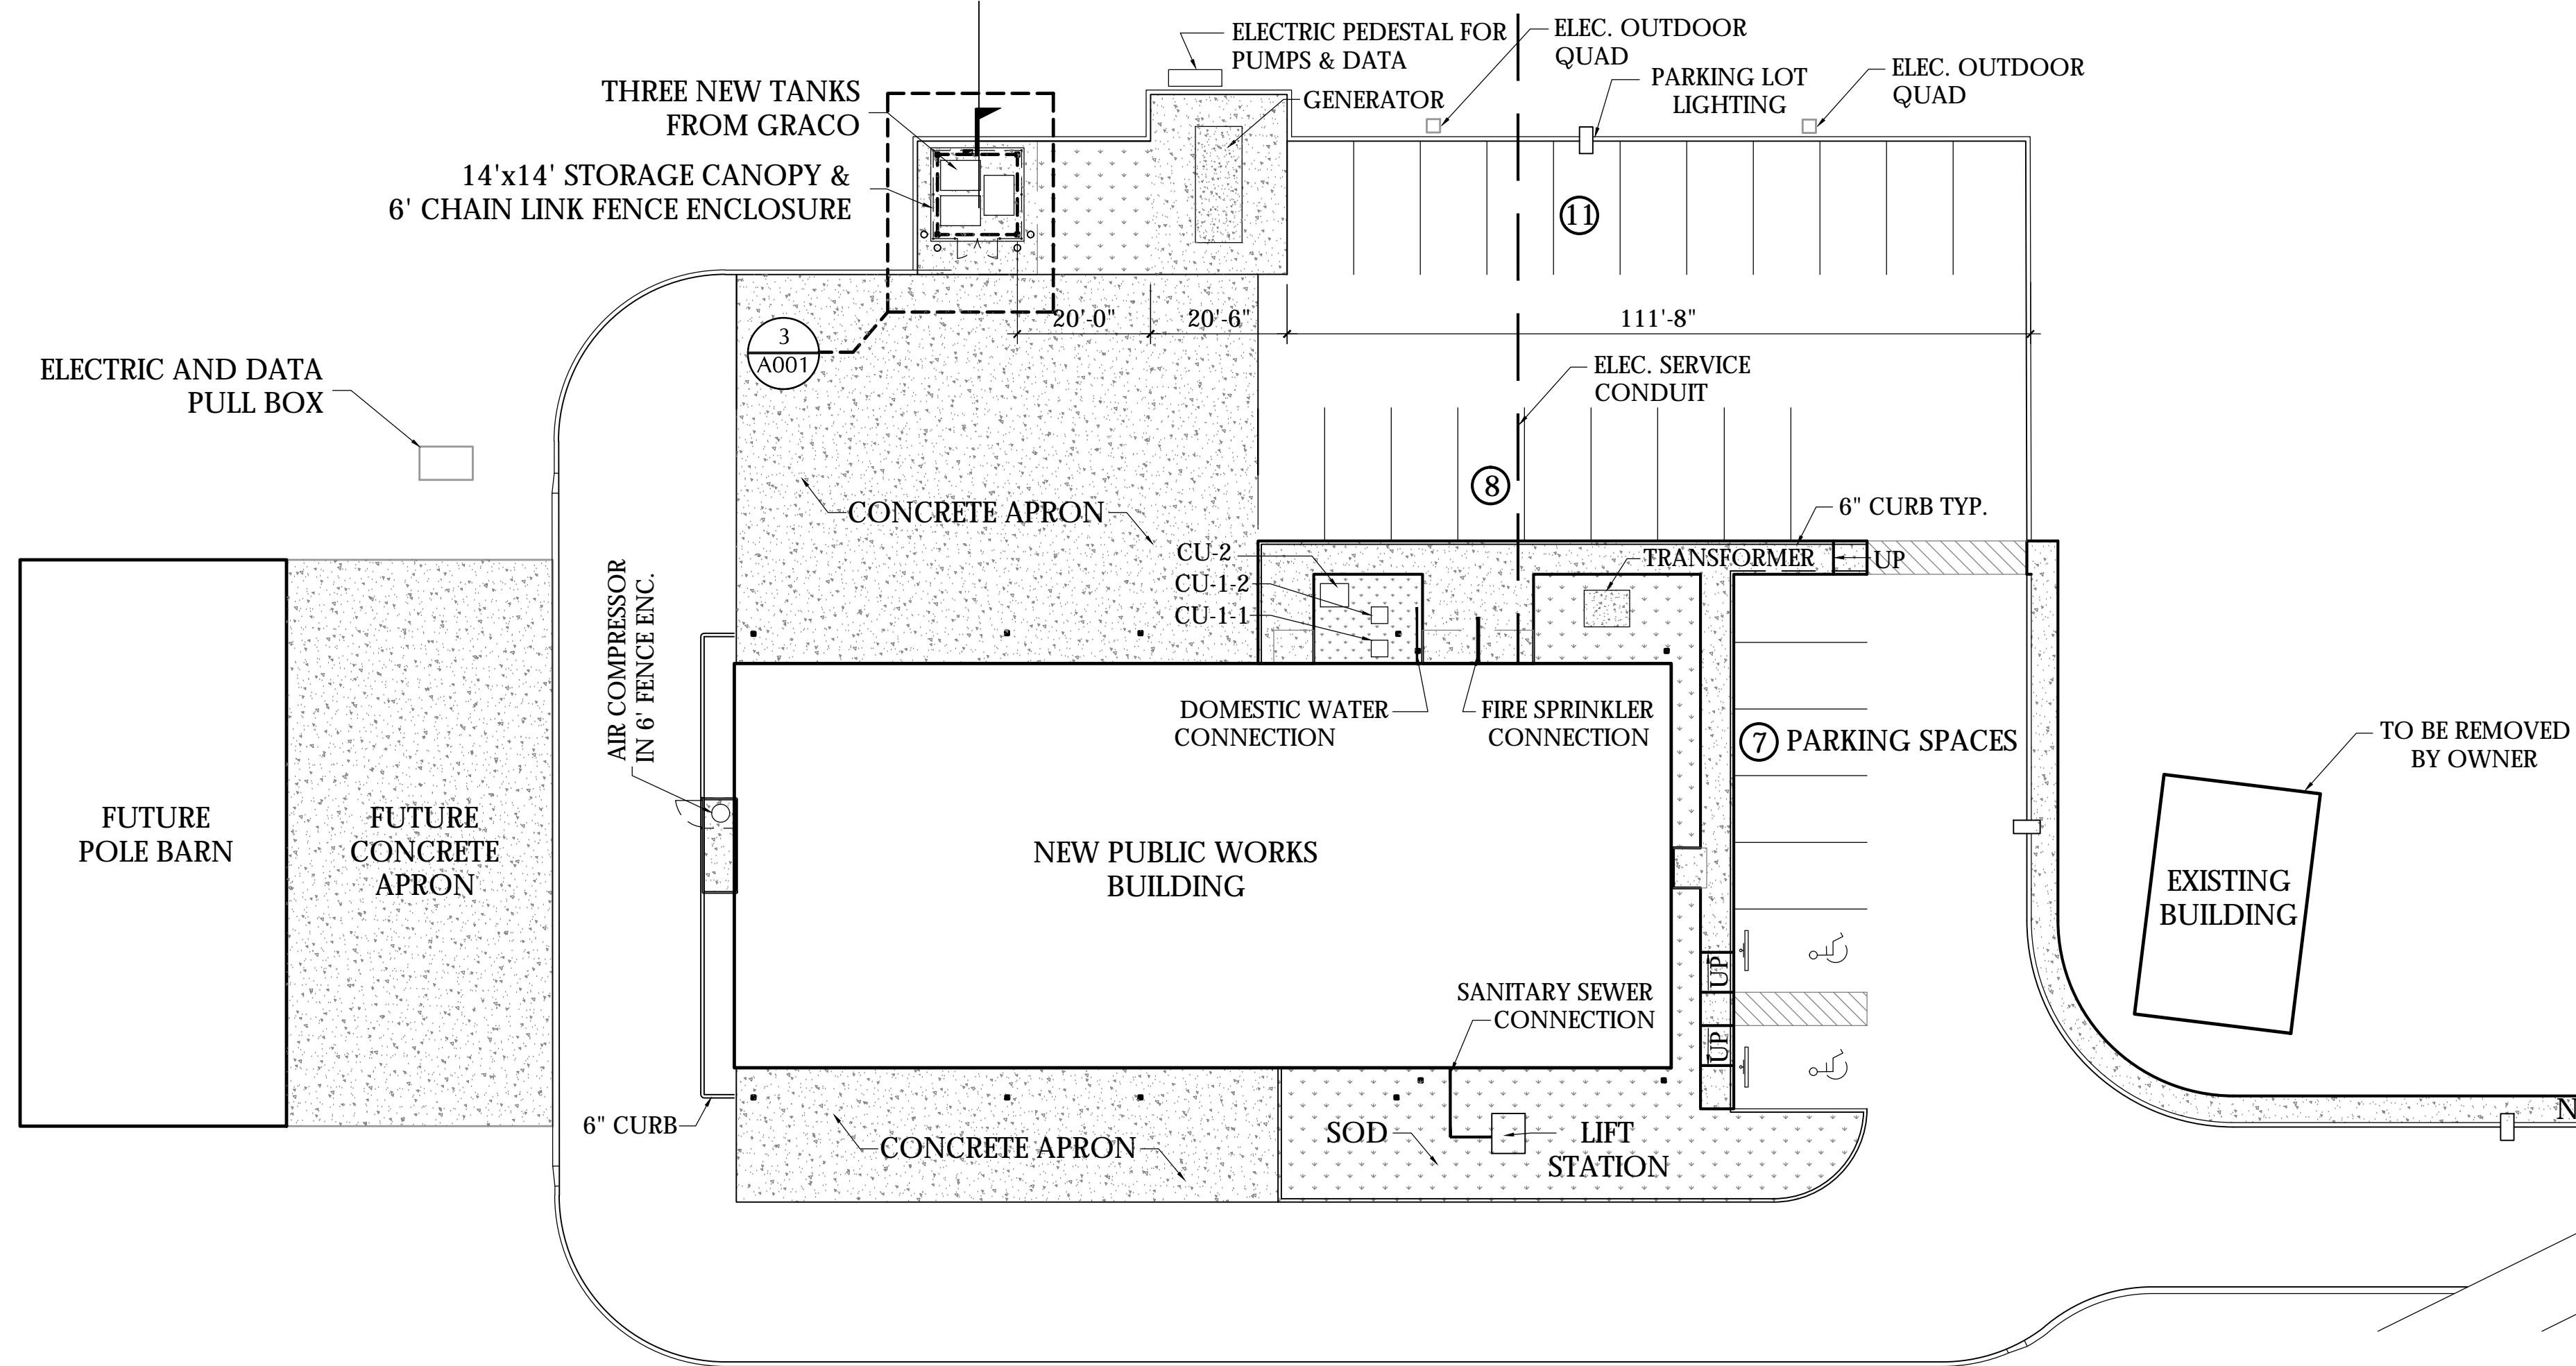 ELECTRIC PEDESTAL FOR
PUMPS & DATA
ELEC. OUTDOOR
QUAD
PARKING LOT
LIGHTING
ELEC. OUTDOOR
QUAD
THREE NEW TANKS
FROM GRACO
GENERATOR
14'x14' STORAGE CANOPY &
6' CHAIN LINK FENCE ENCLOSURE
11
20'-0"
20'-6"
111'-8"
3
A001
ELECTRIC AND DATA
PULL BOX
ELEC. SERVICE
CONDUIT
8
CONCRETE APRON
6" CURB TYP.
CU-2
CU-1-2
CU-1-1
TRANSFORMER
UP
AIR COMPRESSOR
IN 6' FENCE ENC.
DOMESTIC WATER
CONNECTION
FIRE SPRINKLER
CONNECTION
7 PARKING SPACES
TO BE REMOVED
BY OWNER
FUTURE
POLE BARN
FUTURE
CONCRETE
APRON
NEW PUBLIC WORKS
BUILDING
EXISTING
BUILDING
SANITARY SEWER
CONNECTION
UP
UP
6" CURB
CONCRETE APRON
SOD
LIFT
STATION
N